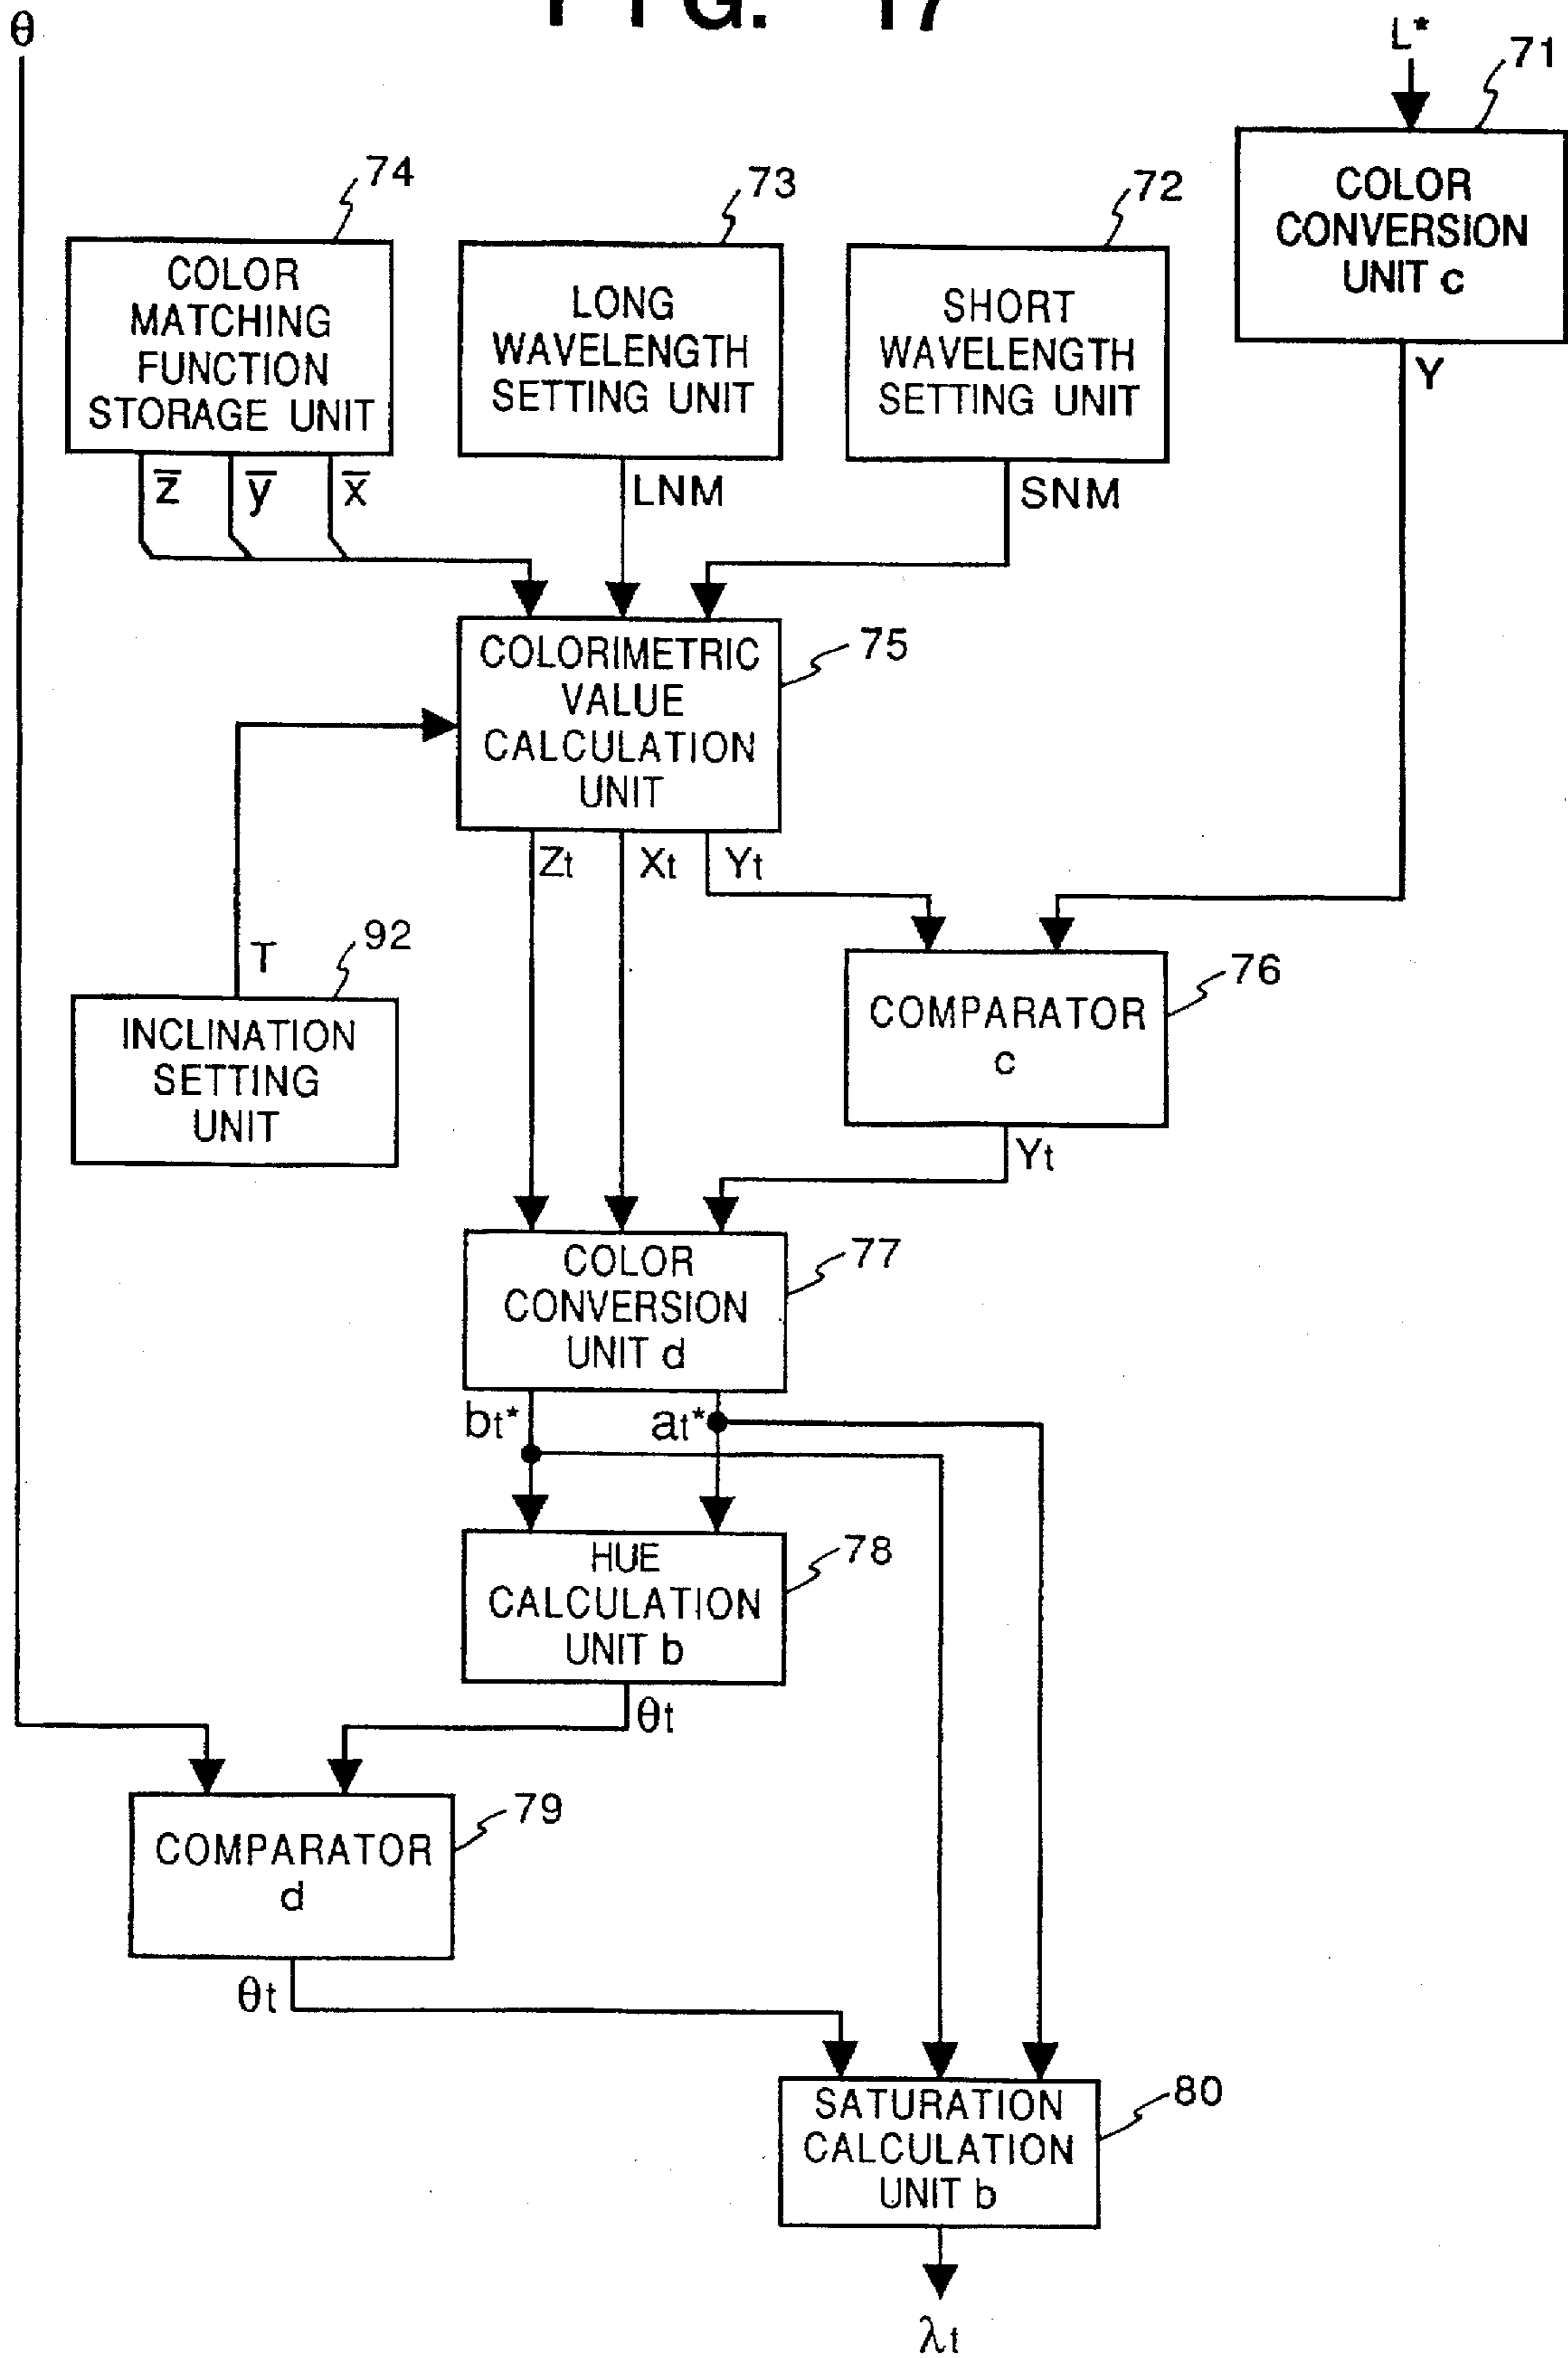 FIG. 17
θ
L*
71
COLOR
CONVERSION
UNIT c
Y
74
COLOR
MATCHING
FUNCTION
STORAGE UNIT
z̅ y̅ x̅
73
LONG
WAVELENGTH
SETTING UNIT
LNM
72
SHORT
WAVELENGTH
SETTING UNIT
SNM
75
COLORIMETRIC
VALUE
CALCULATION
UNIT
Zt Xt Yt
92
T
INCLINATION
SETTING
UNIT
76
COMPARATOR
c
Yt
77
COLOR
CONVERSION
UNIT d
bt* at*
78
HUE
CALCULATION
UNIT b
θt
79
COMPARATOR
d
θt
80
SATURATION
CALCULATION
UNIT b
λt